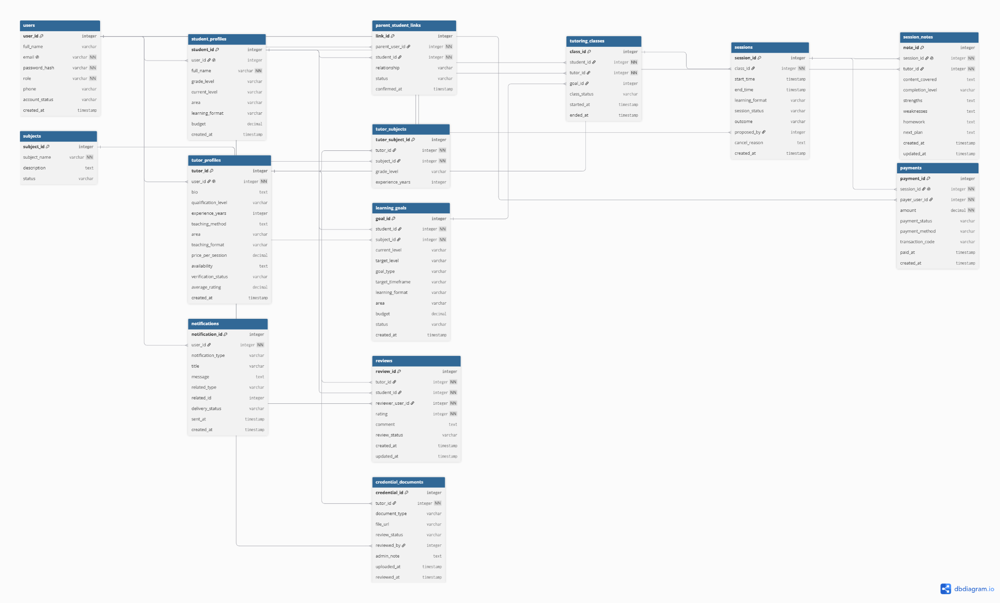 users
user_id integer
full_name varchar
email varchar NN
password_hash varchar NN
role varchar NN
phone varchar
account_status varchar
created_at timestamp
subjects
subject_id integer
subject_name varchar NN
description text
status varchar
student_profiles
student_id integer
user_id integer
full_name varchar NN
grade_level varchar
current_level varchar
area varchar
learning_format varchar
budget decimal
created_at timestamp
tutor_profiles
tutor_id integer
user_id integer NN
bio text
qualification_level varchar
experience_years integer
teaching_method text
area varchar
teaching_format varchar
price_per_session decimal
availability text
verification_status varchar
average_rating decimal
created_at timestamp
notifications
notification_id integer
user_id integer NN
notification_type varchar
title varchar
message text
related_type varchar
related_id integer
delivery_status varchar
sent_at timestamp
created_at timestamp
parent_student_links
link_id integer
parent_user_id integer NN
student_id integer NN
relationship varchar
status varchar
confirmed_at timestamp
tutor_subjects
tutor_subject_id integer
tutor_id integer NN
subject_id integer NN
grade_level varchar
experience_years integer
learning_goals
goal_id integer
student_id integer NN
subject_id integer NN
current_level varchar
target_level varchar
goal_type varchar
target_timeframe varchar
learning_format varchar
area varchar
budget decimal
status varchar
created_at timestamp
reviews
review_id integer
tutor_id integer NN
student_id integer NN
reviewer_user_id integer NN
rating integer NN
comment text
review_status varchar
created_at timestamp
updated_at timestamp
credential_documents
credential_id integer
tutor_id integer NN
document_type varchar
file_url varchar
review_status varchar
reviewed_by integer
admin_note text
uploaded_at timestamp
reviewed_at timestamp
tutoring_classes
class_id integer
student_id integer NN
tutor_id integer NN
goal_id integer
class_status varchar
started_at timestamp
ended_at timestamp
sessions
session_id integer
class_id integer NN
start_time timestamp
end_time timestamp
learning_format varchar
session_status varchar
outcome varchar
proposed_by integer
cancel_reason text
created_at timestamp
session_notes
note_id integer
session_id integer NN
tutor_id integer NN
content_covered text
completion_level varchar
strengths text
weaknesses text
homework text
next_plan text
created_at timestamp
updated_at timestamp
payments
payment_id integer
session_id integer NN
payer_user_id integer NN
amount decimal NN
payment_status varchar
payment_method varchar
transaction_code varchar
paid_at timestamp
created_at timestamp
dbdiagram.io